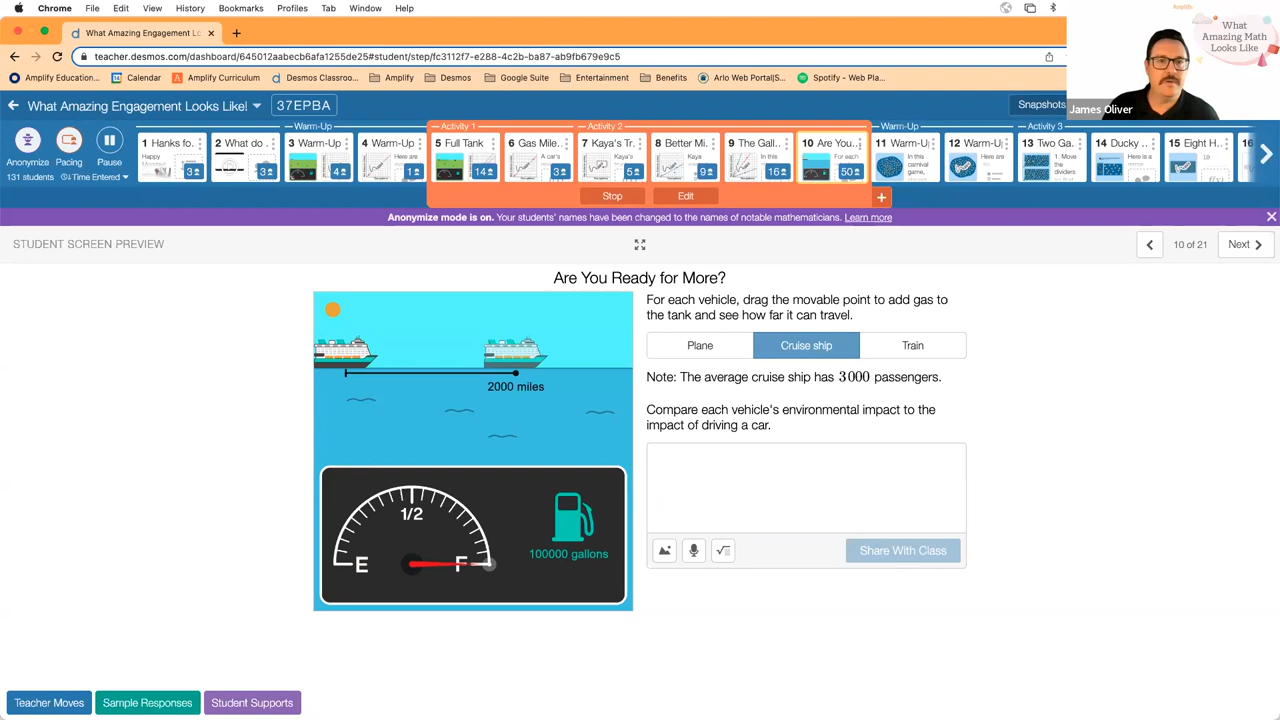 Chrome File Edit View History Bookmarks Profiles Tab Window Help
Amplify
What Amazing Engagement Lo
What
Amazing Math
Looks Like
teacher.desmos.com/dashboard/645012aabecb6afa1255de25#student/step/fc3112f7-e288-4c2b-ba87-ab9fb679e9c5
Amplify Education... Calendar Amplify Curriculum Desmos Classroo... Amplify Desmos Google Suite Entertainment Benefits Arlo Web Portal|S... Spotify - Web Pla...
James Oliver
What Amazing Engagement Looks Like! 37EPBA Snapshots
Warm-Up Activity 1 Activity 2 Warm-Up Activity 3
1 Hanks fo. 2 What do . 3 Warm-Up 4 Warm-Up. 5 Full Tank 6 Gas Mile.. 7 Kaya's Tr. 8 Better Mi. 9 The Gall.. 10 Are You.. 11 Warm-U 12 Warm-U 13 Two Ga. 14 Ducky .. 15 Eight H. 16
Anonymize Pacing Pause
131 students Time Entered
Stop Edit
Anonymize mode is on. Your students' names have been changed to the names of notable mathematicians. Learn more
STUDENT SCREEN PREVIEW
10 of 21 Next
Are You Ready for More?
For each vehicle, drag the movable point to add gas to
the tank and see how far it can travel.
Plane Cruise ship Train
Note: The average cruise ship has 3000 passengers.
2000 miles
Compare each vehicle's environmental impact to the
impact of driving a car.
1/2
E F
100000 gallons
Share With Class
Teacher Moves Sample Responses Student Supports